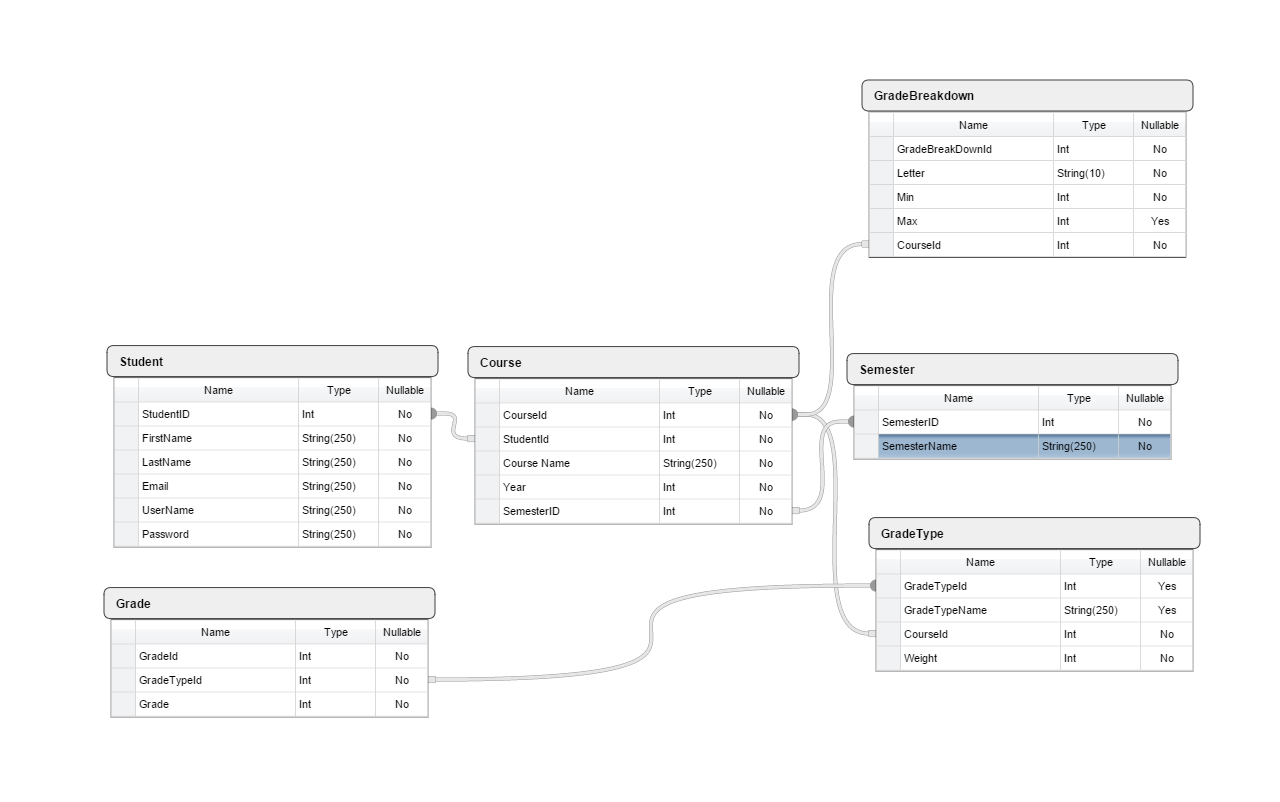 GradeBreakdown
Name Type Nullable
GradeBreakDownId Int No
Letter String(10) No
Min Int No
Max Int Yes
CourseId Int No
Student
Name Type Nullable
StudentID Int No
FirstName String(250) No
LastName String(250) No
Email String(250) No
UserName String(250) No
Password String(250) No
Course
Name Type Nullable
CourseId Int No
StudentId Int No
Course Name String(250) No
Year Int No
SemesterID Int No
Semester
Name Type Nullable
SemesterID Int No
SemesterName String(250) No
GradeType
Name Type Nullable
GradeTypeId Int Yes
GradeTypeName String(250) Yes
CourseId Int No
Weight Int No
Grade
Name Type Nullable
GradeId Int No
GradeTypeId Int No
Grade Int No